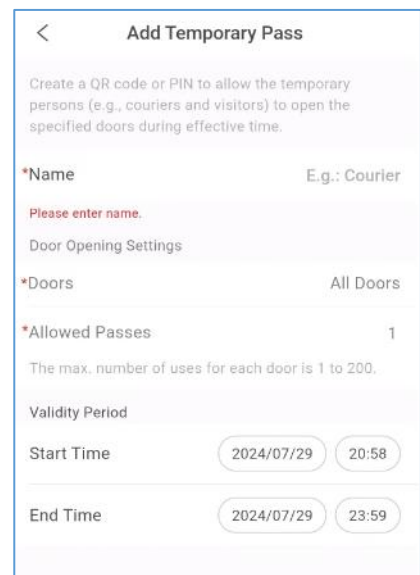 Add Temporary Pass
Create a QR code or PIN to allow the temporary
persons (e.g., couriers and visitors) to open the
specified doors during effective time.
*Name E.g.: Courier
Please enter name.
Door Opening Settings
*Doors All Doors
*Allowed Passes 1
The max. number of uses for each door is 1 to 200.
Validity Period
Start Time 2024/07/29 20:58
End Time 2024/07/29 23:59